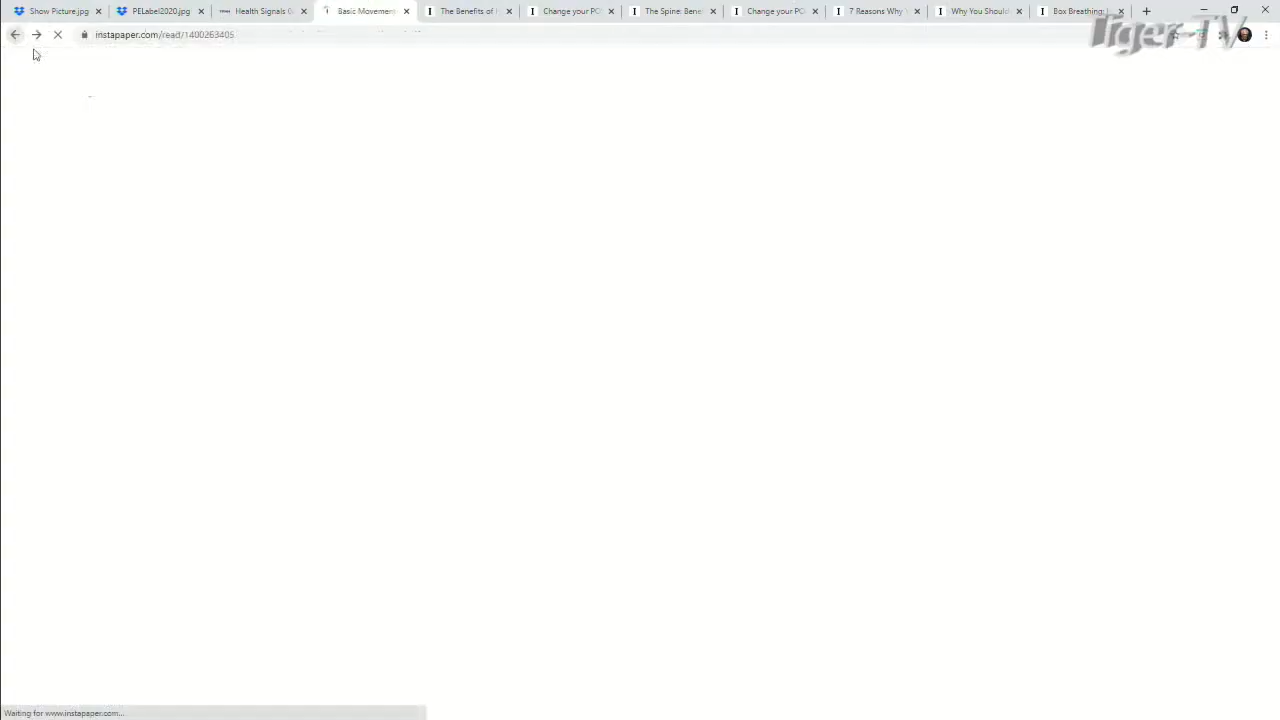 Show Picture.jpg
PELabel2020.jpg
Health Signals
Basic Movement
The Benefits of
Change your PO
The Spine: Bene
Change your PO
7 Reasons Why
Why You Should
Box Breathing:
Tiger-TV
instapaper.com/read/1400263405
Waiting for www.instapaper.com...